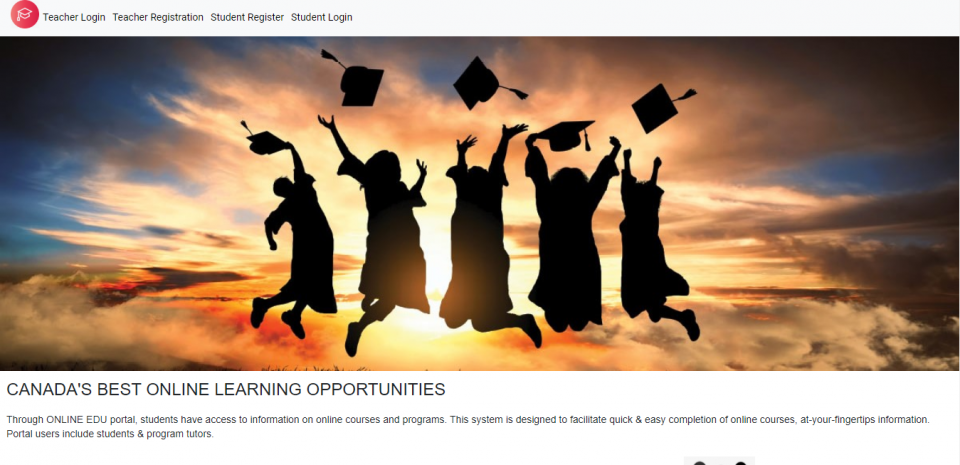 Teacher Login Teacher Registration Student Register Student Login
CANADA'S BEST ONLINE LEARNING OPPORTUNITIES
Through ONLINE EDU portal, students have access to information on online courses and programs. This system is designed to facilitate quick & easy completion of online courses, at-your-fingertips information.
Portal users include students & program tutors.